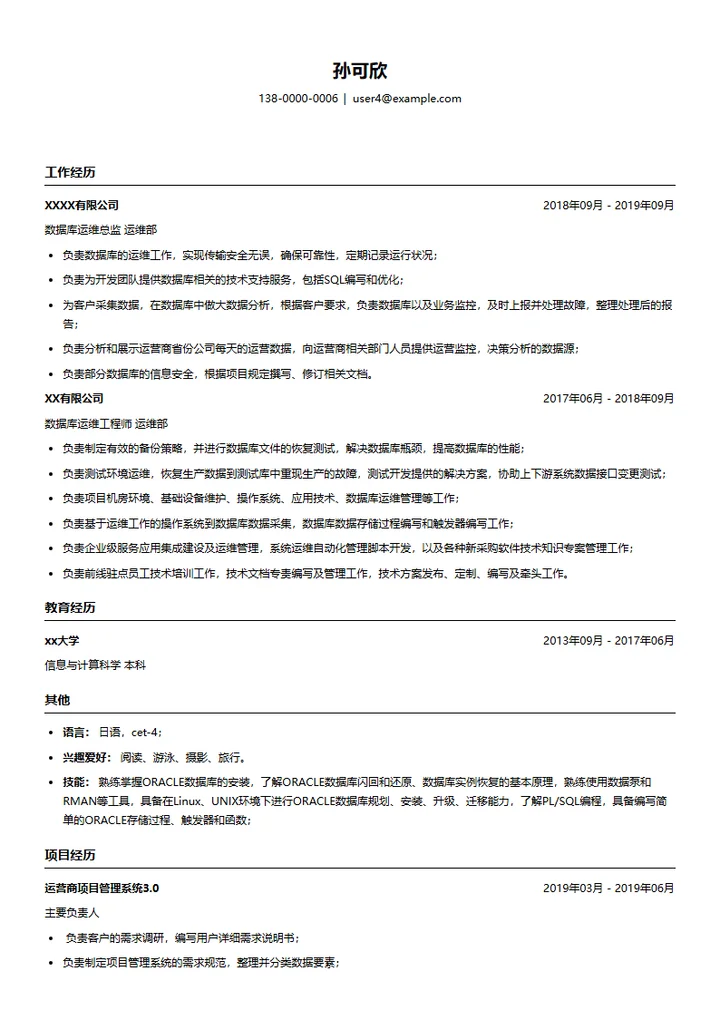 孙可欣
138-0000-0006 | user4@example.com
工作经历
XXXX有限公司 2018年09月 - 2019年09月
数据库运维总监 运维部
• 负责数据库的运维工作，实现传输安全无误，确保可靠性，定期记录运行状况；
• 负责为开发团队提供数据库相关的技术支持服务，包括SQL编写和优化；
• 为客户采集数据，在数据库中做大数据分析，根据客户要求，负责数据库以及业务监控，及时上报并处理故障，整理处理后的报
告；
• 负责分析和展示运营商省份公司每天的运营数据，向运营商相关部门人员提供运营监控，决策分析的数据源；
• 负责部分数据库的信息安全，根据项目规定撰写、修订相关文档。
XX有限公司 2017年06月 - 2018年09月
数据库运维工程师 运维部
• 负责制定有效的备份策略，并进行数据库文件的恢复测试，解决数据库瓶颈，提高数据库的性能；
• 负责测试环境运维，恢复生产数据到测试库中重现生产的故障，测试开发提供的解决方案，协助上下游系统数据接口变更测试；
• 负责项目机房环境、基础设备维护、操作系统、应用技术、数据库运维管理等工作；
• 负责基于运维工作的操作系统到数据库数据采集，数据库数据存储过程编写和触发器编写工作；
• 负责企业级服务应用集成建设及运维管理，系统运维自动化管理脚本开发，以及各种新采购软件技术知识专案管理工作；
• 负责前线驻点员工技术培训工作，技术文档专责编写及管理工作，技术方案发布、定制、编写及牵头工作。
教育经历
xx大学 2013年09月 - 2017年06月
信息与计算科学 本科
其他
• 语言： 日语，cet-4；
• 兴趣爱好： 阅读、游泳、摄影、旅行。
• 技能： 熟练掌握ORACLE数据库的安装，了解ORACLE数据库闪回和还原、数据库实例恢复的基本原理，熟练使用数据泵和
RMAN等工具，具备在Linux、UNIX环境下进行ORACLE数据库规划、安装、升级、迁移能力，了解PL/SQL编程，具备编写简
单的ORACLE存储过程、触发器和函数；
项目经历
运营商项目管理系统3.0 2019年03月 - 2019年06月
主要负责人
• 负责客户的需求调研，编写用户详细需求说明书；
• 负责制定项目管理系统的需求规范，整理并分类数据要素；